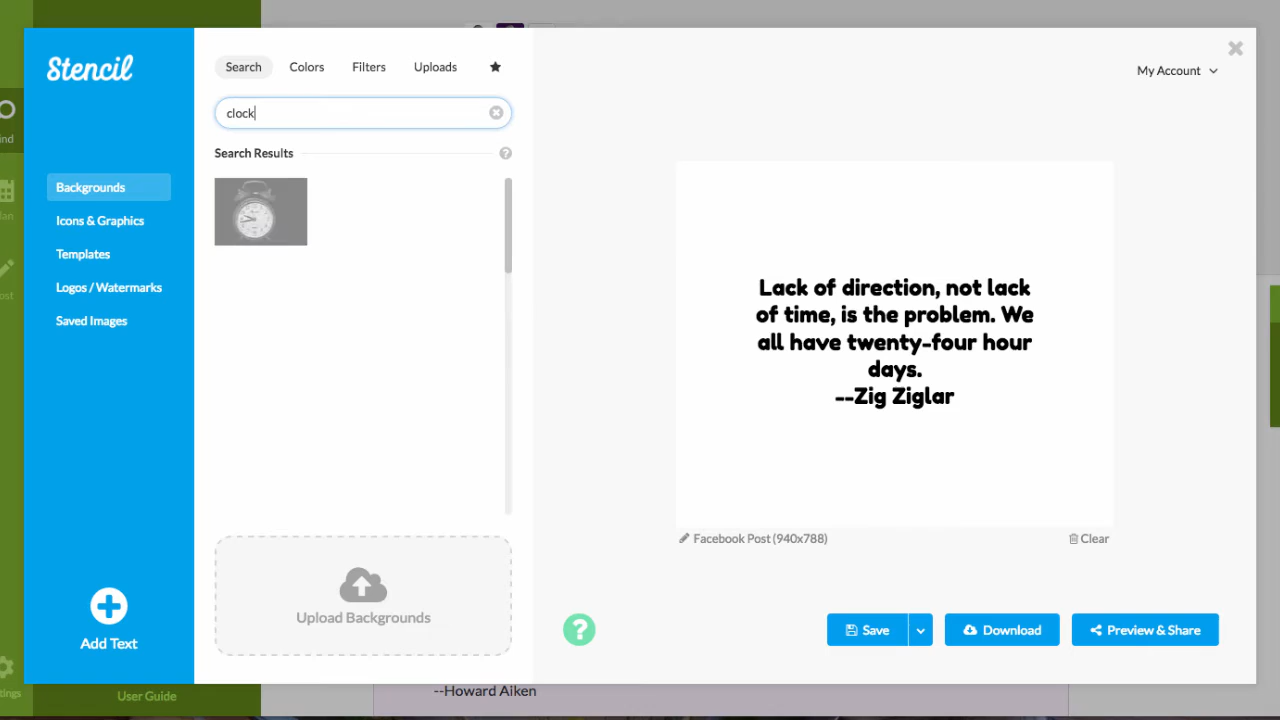 Stencil
Search
Colors
Filters
Uploads
My Account
clock
Search Results
Backgrounds
Icons & Graphics
Templates
Logos / Watermarks
Saved Images
Lack of direction, not lack
of time, is the problem. We
all have twenty-four hour
days.
--Zig Ziglar
Facebook Post (940x788)
Clear
Upload Backgrounds
Add Text
?
Save
Download
Preview & Share
User Guide
--Howard Aiken